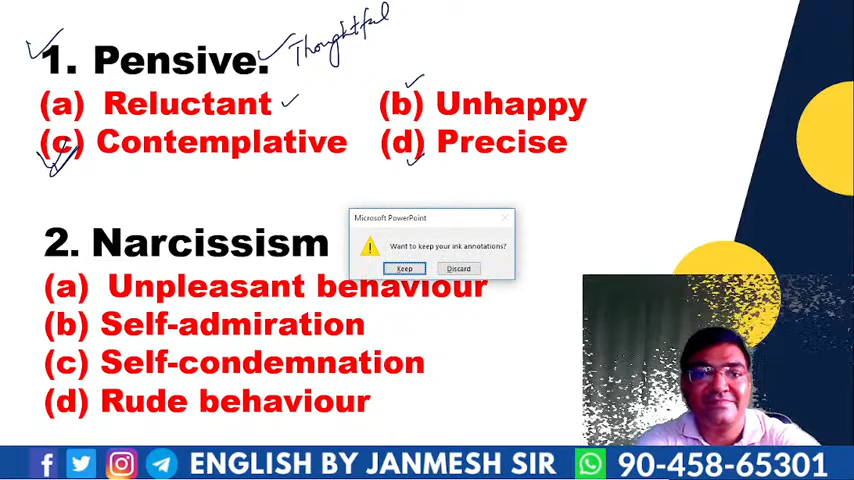 1. Pensive. Thoughtful
(a) Reluctant (b) Unhappy
(c) Contemplative (d) Precise
Microsoft PowerPoint
Want to keep your ink annotations?
Keep Discard
2. Narcissism
(a) Unpleasant behaviour
(b) Self-admiration
(c) Self-condemnation
(d) Rude behaviour
ENGLISH BY JANMESH SIR 90-458-65301